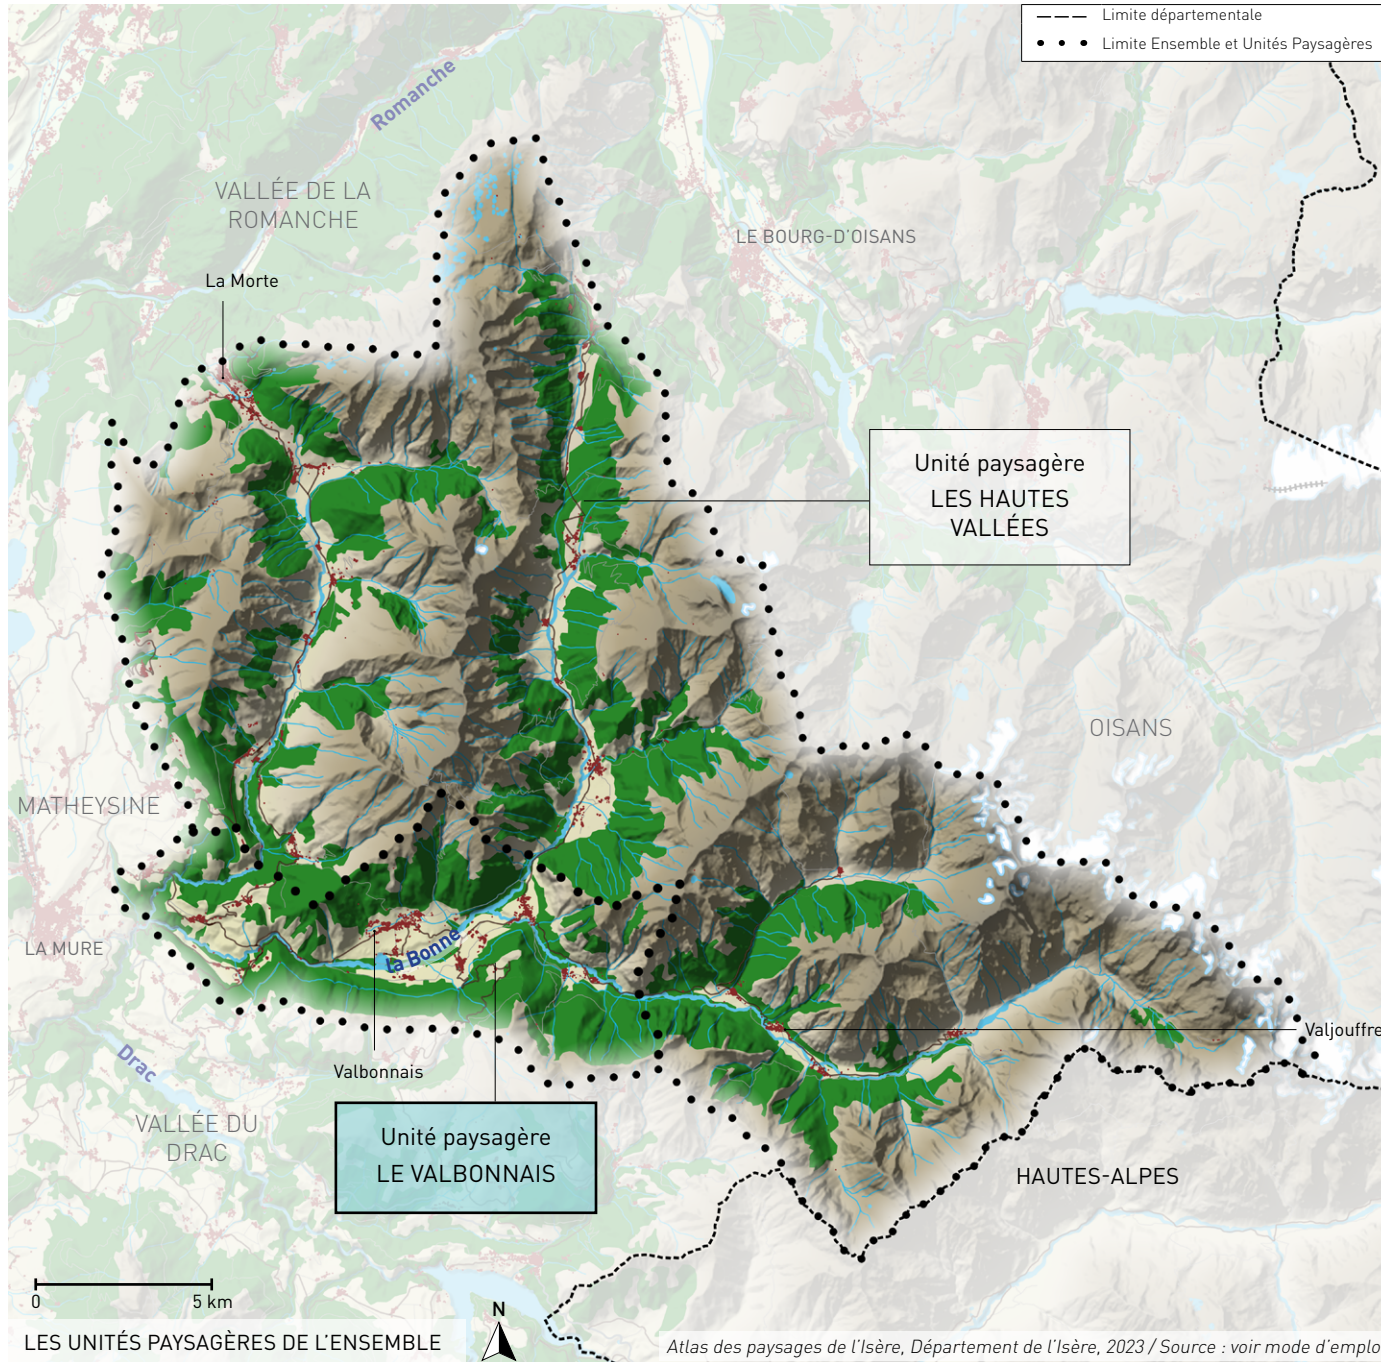 Limite départementale
Limite Ensemble et Unités Paysagères
Romanche
VALLÉE DE LA
ROMANCHE
LE BOURG-D'OISANS
La Morte
Unité paysagère
LES HAUTES
VALLÉES
OISANS
MATHEYSINE
LA MURE
la Bonne
Valjouffre
Drac
Valbonnais
VALLÉE DU
DRAC
Unité paysagère
LE VALBONNAIS
HAUTES-ALPES
0 5 km
N
LES UNITÉS PAYSAGÈRES DE L'ENSEMBLE
Atlas des paysages de l'Isère, Département de l'Isère, 2023 / Source : voir mode d'emplo